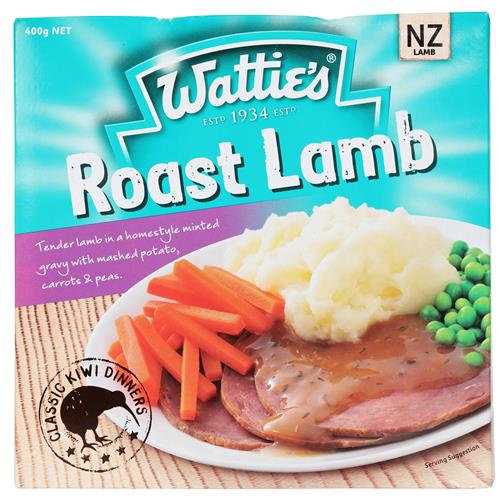 400g NET
NZ
LAMB
Wattie's®
ESTD 1934 ESTD
Roast Lamb
Tender lamb in a homestyle minted
gravy with mashed potato,
carrots & peas.
CLASSIC KIWI DINNERS
Serving Suggestion